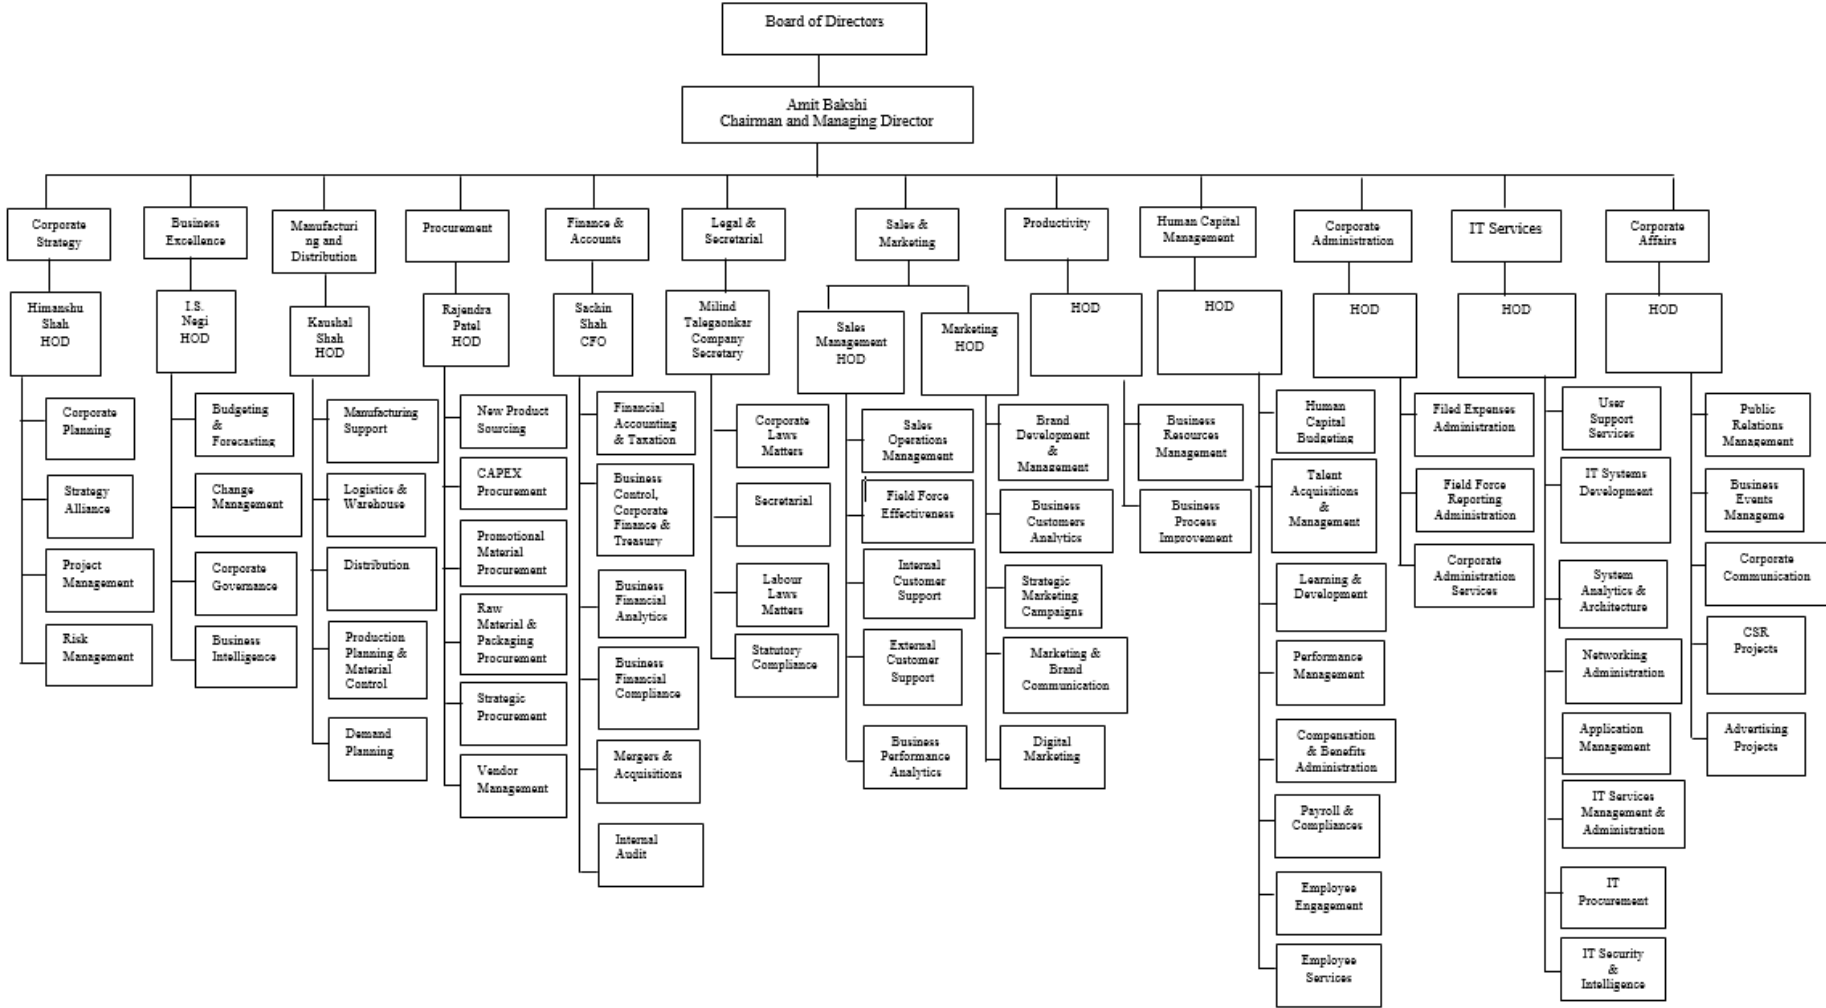 Board of Directors
Amit Bakshi
Chairman and Managing Director
Corporate
Strategy
Business
Excellence
Manufacturi
ng and
Distribution
Procurement
Finance &
Accounts
Legal &
Secretarial
Sales &
Marketing
Productivity
Human Capital
Management
Corporate
Administration
IT Services
Corporate
Affairs
Himanshu
Shah
HOD
I.S.
Negi
HOD
Kaushal
Shah
HOD
Rajendra
Patel
HOD
Sachin
Shah
CFO
Milind
Talegaonkar
Company
Secretary
Sales
Management
HOD
Marketing
HOD
HOD
HOD
HOD
HOD
HOD
Corporate
Planning
Strategy
Alliance
Project
Management
Risk
Management
Budgeting
&
Forecasting
Change
Management
Corporate
Governance
Business
Intelligence
Manufacturing
Support
Logistics &
Warehouse
Distribution
Production
Planning &
Material
Control
Demand
Planning
New Product
Sourcing
CAPEX
Procurement
Promotional
Material
Procurement
Raw
Material &
Packaging
Procurement
Strategic
Procurement
Vendor
Management
Financial
Accounting
& Taxation
Business
Control,
Corporate
Finance &
Treasury
Business
Financial
Analytics
Business
Financial
Compliance
Mergers &
Acquisitions
Internal
Audit
Corporate
Laws
Matters
Secretarial
Labour
Laws
Matters
Statutory
Compliance
Sales
Operations
Management
Field Force
Effectiveness
Internal
Customer
Support
External
Customer
Support
Business
Performance
Analytics
Brand
Development
&
Management
Business
Customers
Analytics
Strategic
Marketing
Campaigns
Marketing &
Brand
Communication
Digital
Marketing
Business
Resources
Management
Business
Process
Improvement
Human
Capital
Budgeting
Talent
Acquisitions
&
Management
Learning &
Development
Performance
Management
Compensation
& Benefits
Administration
Payroll &
Compliances
Employee
Engagement
Employee
Services
Filed Expenses
Administration
Field Force
Reporting
Administration
Corporate
Administration
Services
User
Support
Services
IT Systems
Development
System
Analytics &
Architecture
Networking
Administration
Application
Management
IT Services
Management &
Administration
IT
Procurement
IT Security
&
Intelligence
Public
Relations
Management
Business
Events
Manageme
Corporate
Communication
CSR
Projects
Advertising
Projects